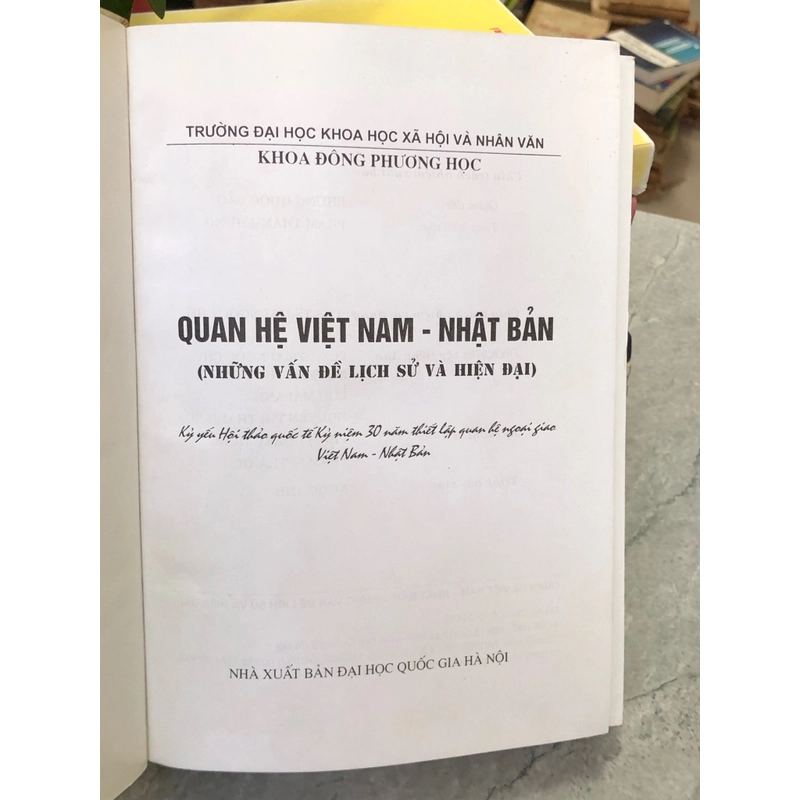 TRƯỜNG ĐẠI HỌC KHOA HỌC XÃ HỘI VÀ NHÂN VĂN
KHOA ĐÔNG PHƯƠNG HỌC
QUAN HỆ VIỆT NAM - NHẬT BẢN
(NHỮNG VẤN ĐỀ LỊCH SỬ VÀ HIỆN ĐẠI)
Kỷ yếu Hội thảo quốc tế Kỷ niệm 30 năm thiết lập quan hệ ngoại giao
Việt Nam - Nhật Bản
NHÀ XUẤT BẢN ĐẠI HỌC QUỐC GIA HÀ NỘI